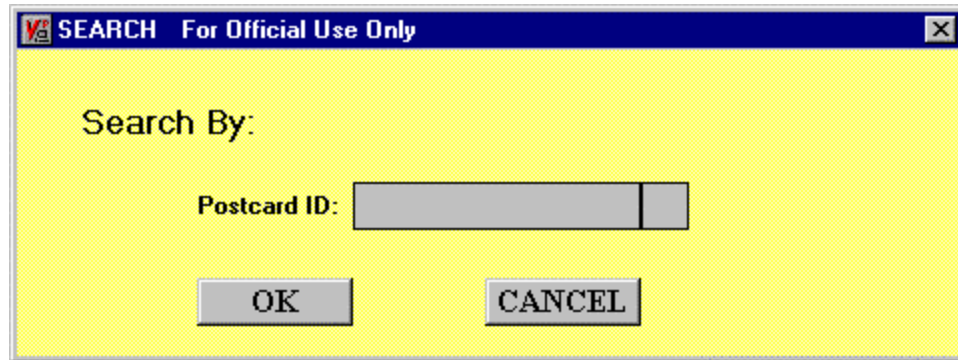 SEARCH For Official Use Only
Search By:
Postcard ID:
OK CANCEL